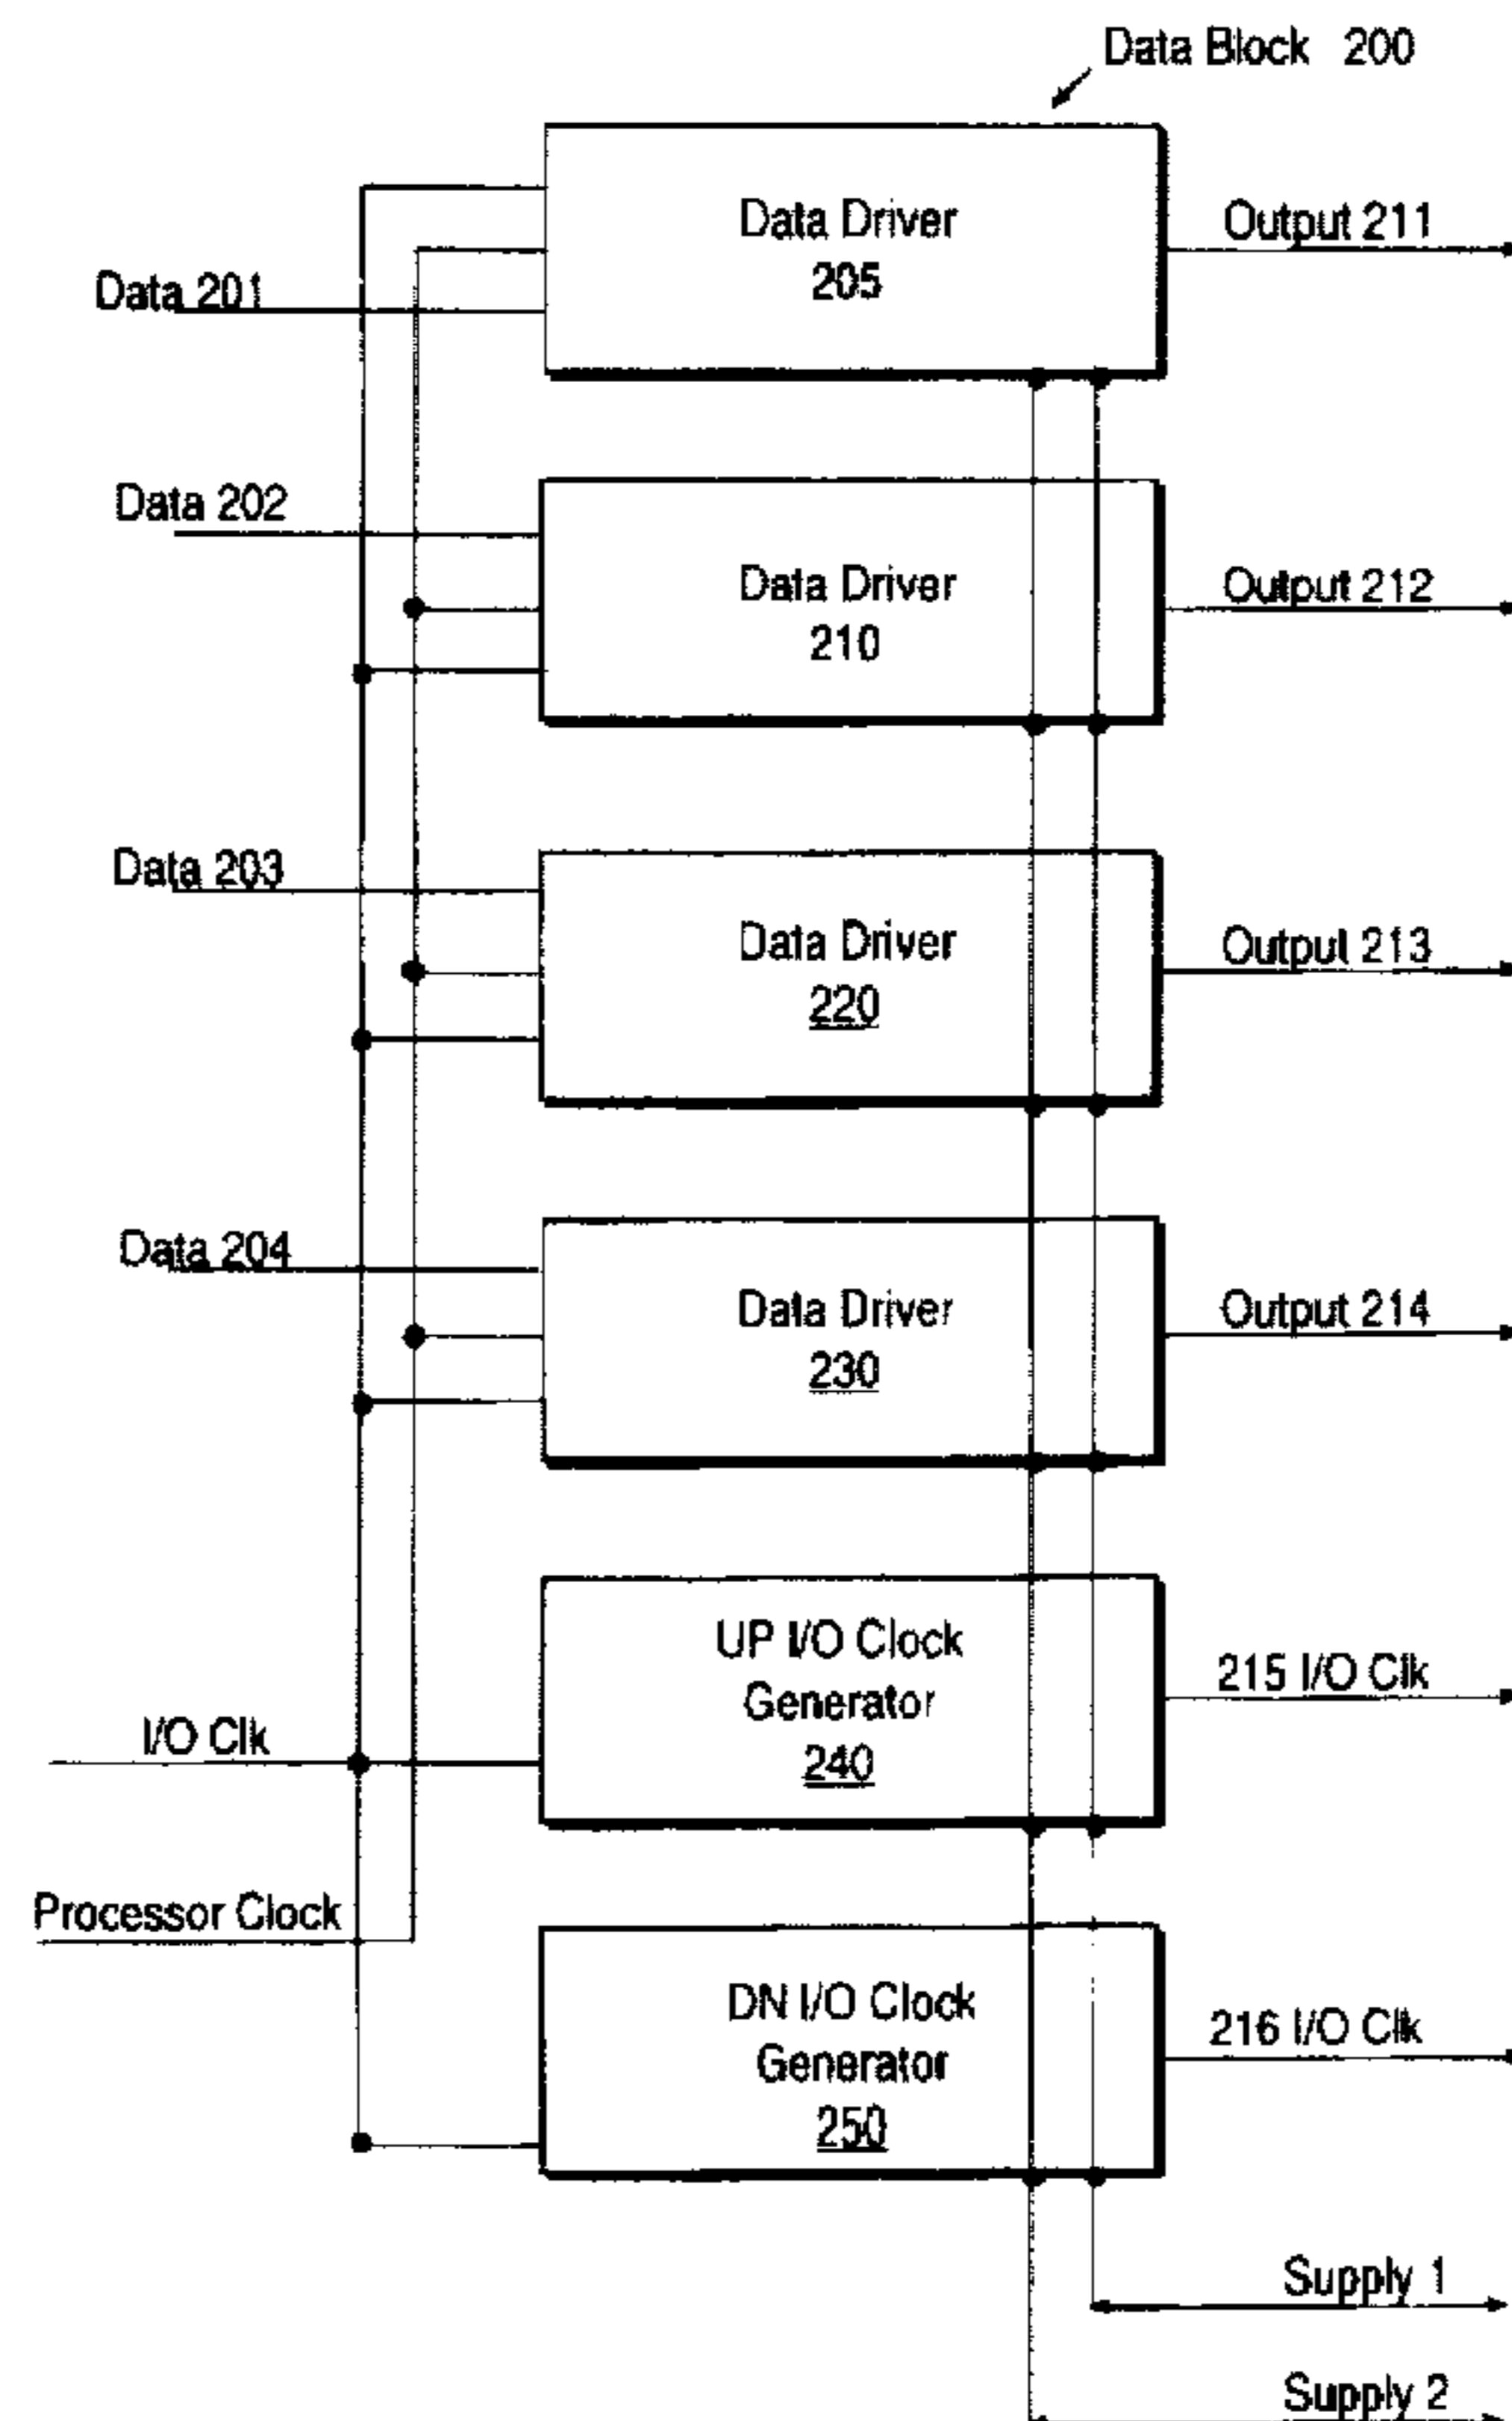 Data Block 200
Data Driver
205
Output 211
Data 201
Data 202
Data Driver
210
Output 212
Data 203
Data Driver
220
Output 213
Data 204
Data Driver
230
Output 214
UP I/O Clock
Generator
240
215 I/O Clk
I/O Clk
Processor Clock
DN I/O Clock
Generator
250
216 I/O Clk
Supply 1
Supply 2